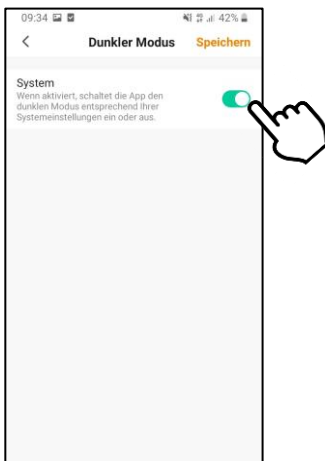 09:34 42%
Dunkler Modus Speichern
System
Wenn aktiviert, schaltet die App den
dunklen Modus entsprechend Ihrer
Systemeinstellungen ein oder aus.